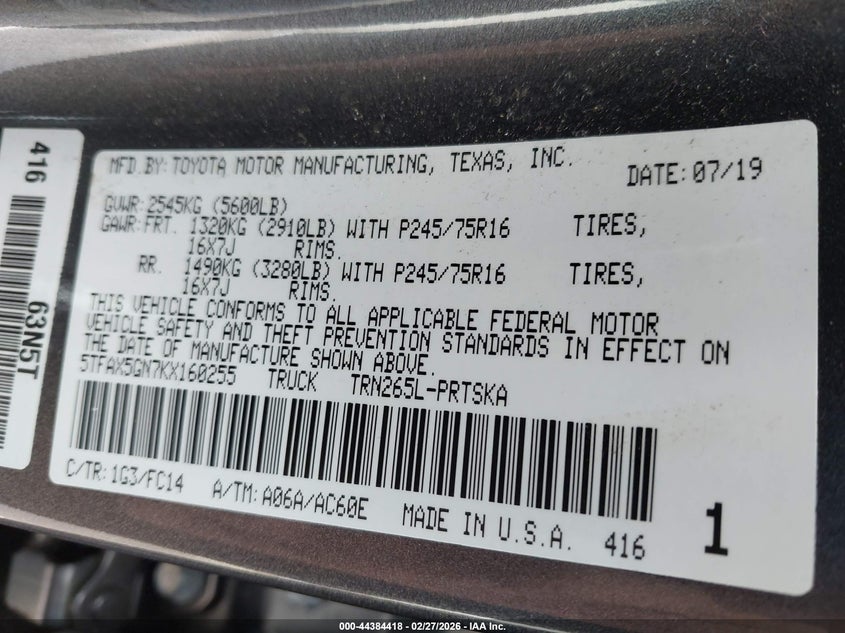 416
63N5T
MFD.BY:TOYOTA MOTOR MANUFACTURING, TEXAS, INC. DATE:07/19
GVWR:2545KG (5600LB)
GAWR:FRT. 1320KG (2910LB) WITH P245/75R16 TIRES,
16X7J RIMS.
RR. 1490KG (3280LB) WITH P245/75R16 TIRES,
16X7J RIMS.
THIS VEHICLE CONFORMS TO ALL APPLICABLE FEDERAL MOTOR
VEHICLE SAFETY AND THEFT PREVENTION STANDARDS IN EFFECT ON
THE DATE OF MANUFACTURE SHOWN ABOVE.
5TFAX5GN7KX160255 TRUCK TRN265L-PRTSKA
C/TR:1G3/FC14 A/TM:A06A/AC60E MADE IN U.S.A. 416 1
000-44384418 - 02/27/2026 - IAA Inc.